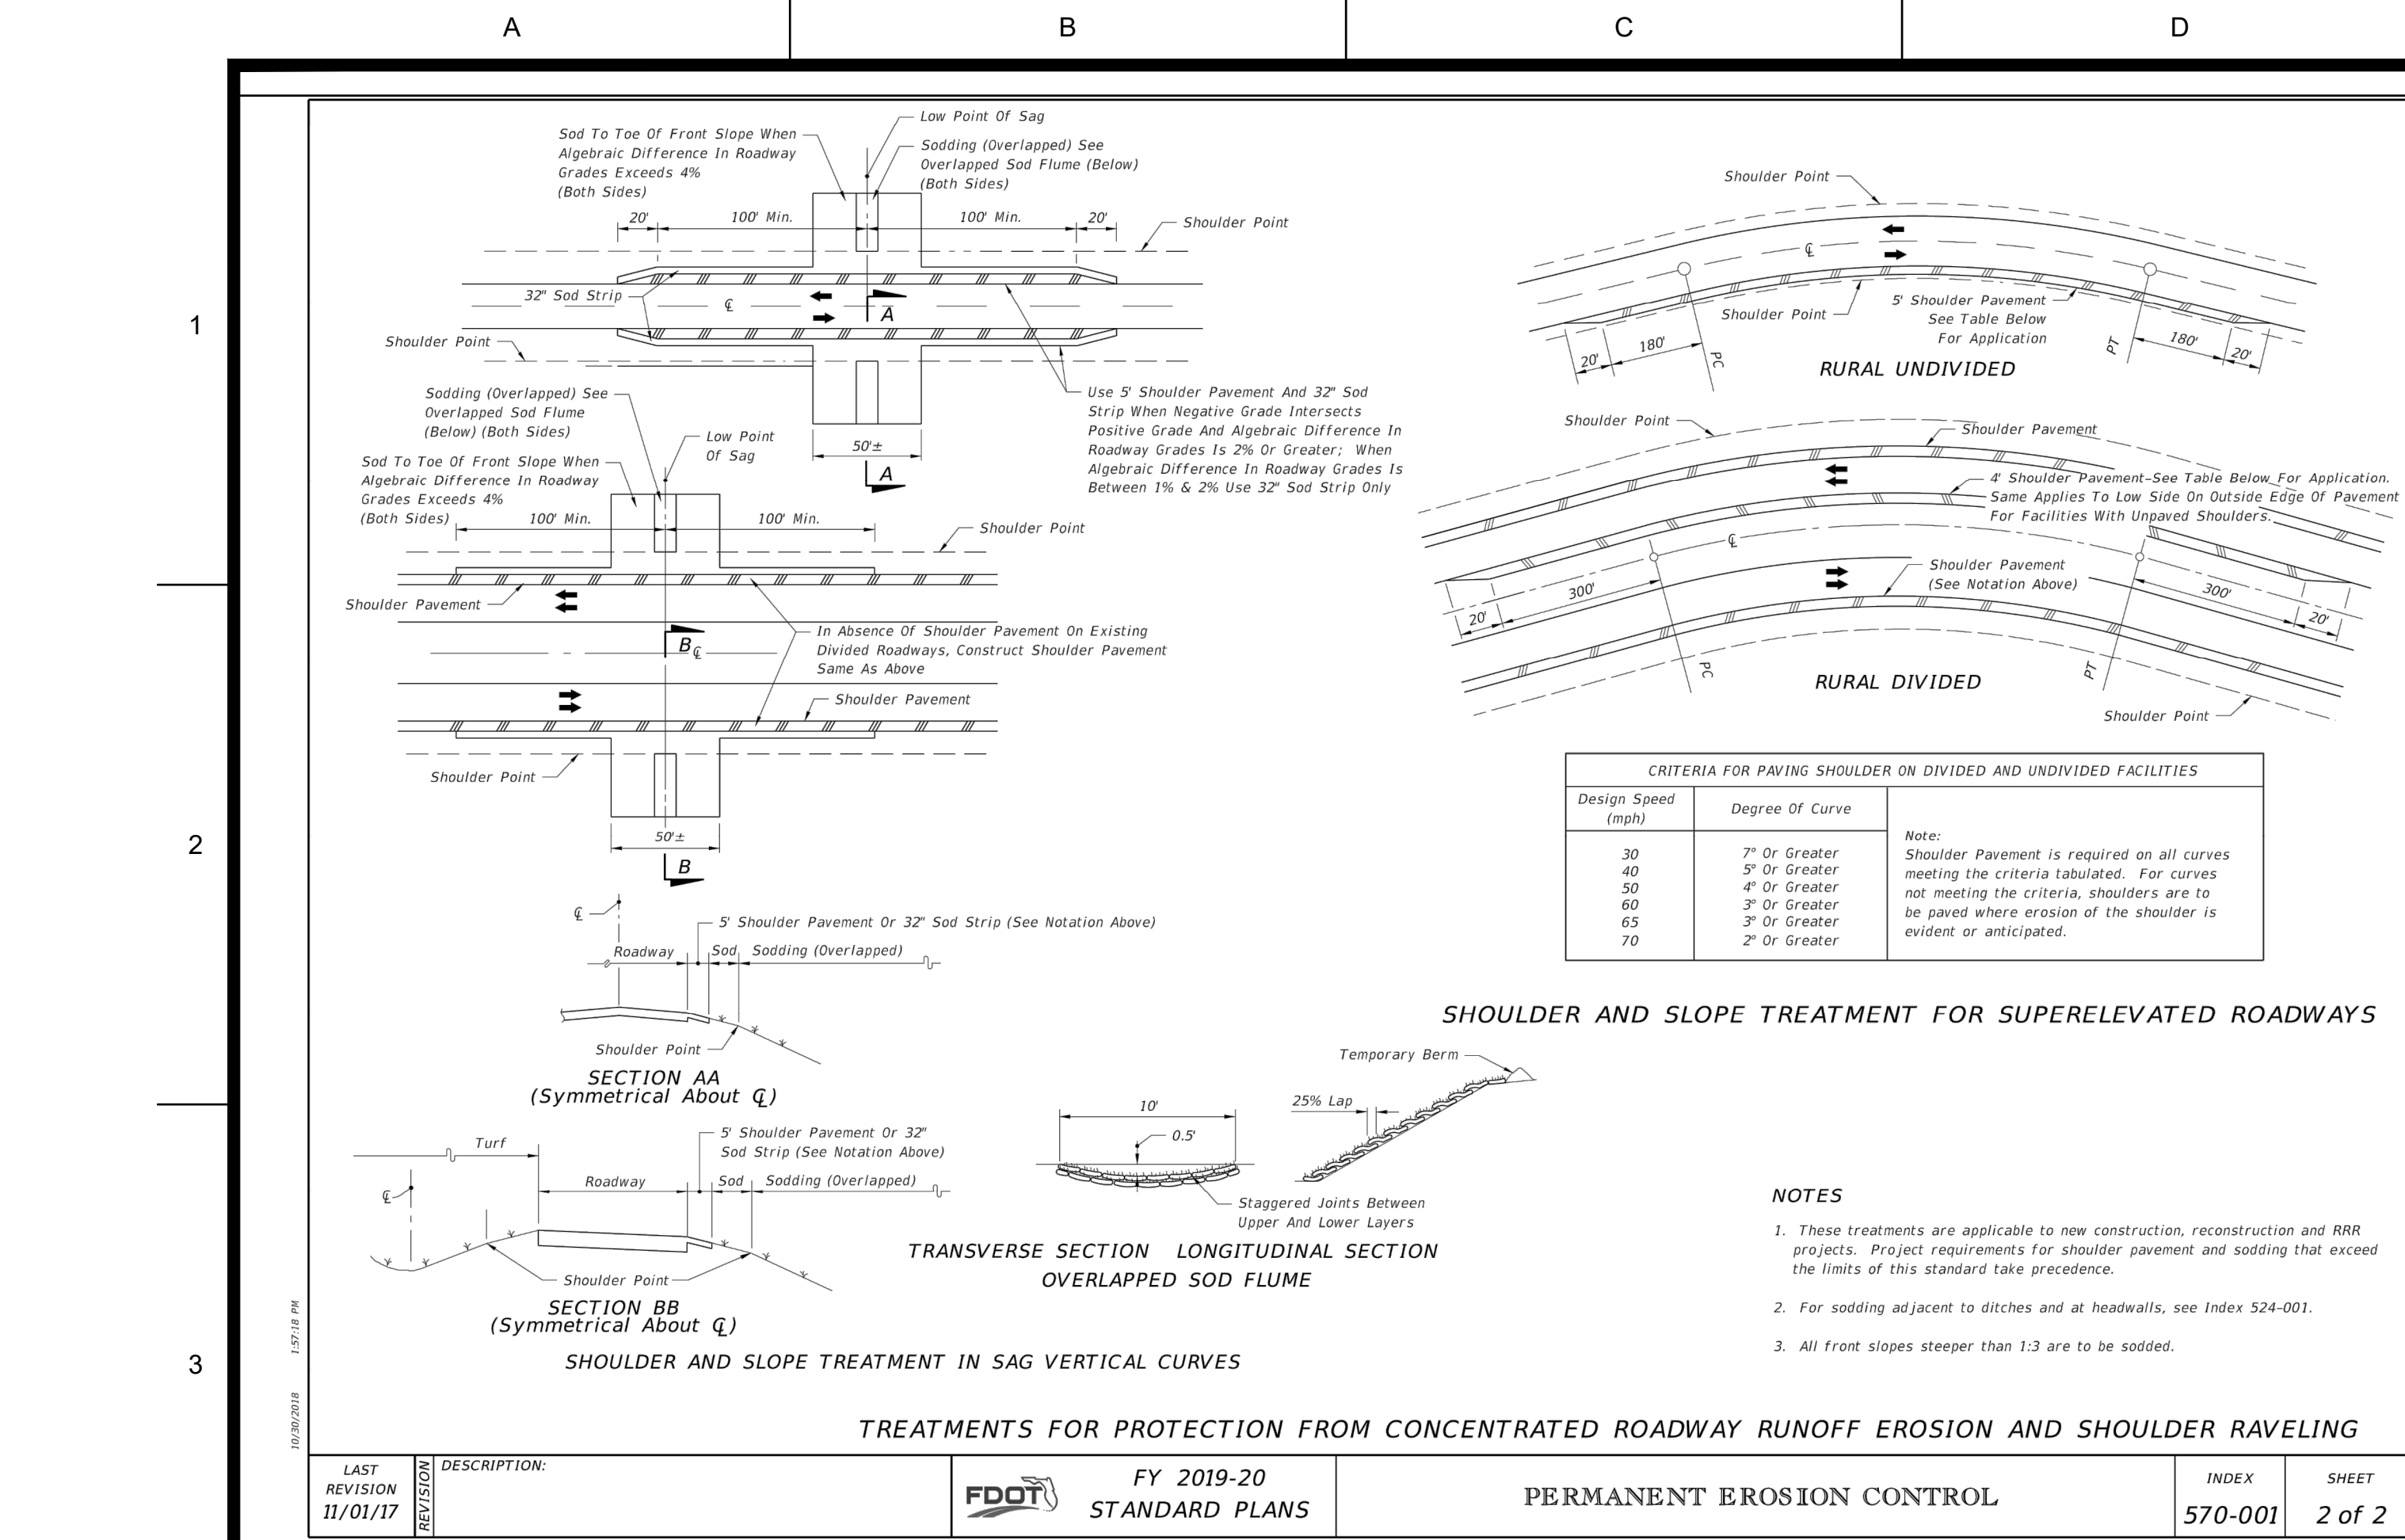 A
B
C
D
1
2
3
Low Point Of Sag
Sod To Toe Of Front Slope When
Algebraic Difference In Roadway
Grades Exceeds 4%
(Both Sides)
Sodding (Overlapped) See
Overlapped Sod Flume (Below)
(Both Sides)
20'
100' Min.
100' Min.
20'
Shoulder Point
32" Sod Strip
℄
A
Shoulder Point
Use 5' Shoulder Pavement And 32" Sod
Strip When Negative Grade Intersects
Positive Grade And Algebraic Difference In
Roadway Grades Is 2% Or Greater; When
Algebraic Difference In Roadway Grades Is
Between 1% & 2% Use 32" Sod Strip Only
50'±
A
Sodding (Overlapped) See
Overlapped Sod Flume
(Below) (Both Sides)
Low Point
Of Sag
Sod To Toe Of Front Slope When
Algebraic Difference In Roadway
Grades Exceeds 4%
(Both Sides)
100' Min.
100' Min.
Shoulder Point
Shoulder Pavement
B
℄
In Absence Of Shoulder Pavement On Existing
Divided Roadways, Construct Shoulder Pavement
Same As Above
Shoulder Pavement
Shoulder Point
50'±
B
℄
5' Shoulder Pavement Or 32" Sod Strip (See Notation Above)
Roadway
Sod
Sodding (Overlapped)
Shoulder Point
SECTION AA
(Symmetrical About ℄)
Turf
5' Shoulder Pavement Or 32"
Sod Strip (See Notation Above)
℄
Roadway
Sod
Sodding (Overlapped)
Shoulder Point
SECTION BB
(Symmetrical About ℄)
SHOULDER AND SLOPE TREATMENT IN SAG VERTICAL CURVES
10'
0.5'
Staggered Joints Between
Upper And Lower Layers
Temporary Berm
25% Lap
TRANSVERSE SECTION LONGITUDINAL SECTION
OVERLAPPED SOD FLUME
Shoulder Point
℄
5' Shoulder Pavement
See Table Below
For Application
Shoulder Point
20'
180'
PC
PT
180'
20'
RURAL UNDIVIDED
Shoulder Point
Shoulder Pavement
4' Shoulder Pavement-See Table Below For Application.
Same Applies To Low Side On Outside Edge Of Pavement
For Facilities With Unpaved Shoulders.
℄
Shoulder Pavement
(See Notation Above)
20'
300'
PC
PT
300'
20'
RURAL DIVIDED
Shoulder Point
CRITERIA FOR PAVING SHOULDER ON DIVIDED AND UNDIVIDED FACILITIES
Design Speed
(mph)
Degree Of Curve
30 7° Or Greater
40 5° Or Greater
50 4° Or Greater
60 3° Or Greater
65 3° Or Greater
70 2° Or Greater
Note:
Shoulder Pavement is required on all curves
meeting the criteria tabulated. For curves
not meeting the criteria, shoulders are to
be paved where erosion of the shoulder is
evident or anticipated.
SHOULDER AND SLOPE TREATMENT FOR SUPERELEVATED ROADWAYS
NOTES
1. These treatments are applicable to new construction, reconstruction and RRR
projects. Project requirements for shoulder pavement and sodding that exceed
the limits of this standard take precedence.
2. For sodding adjacent to ditches and at headwalls, see Index 524-001.
3. All front slopes steeper than 1:3 are to be sodded.
TREATMENTS FOR PROTECTION FROM CONCENTRATED ROADWAY RUNOFF EROSION AND SHOULDER RAVELING
10/30/2018 1:57:18 PM
LAST
REVISION
11/01/17
REVISION
DESCRIPTION:
FDOT
FY 2019-20
STANDARD PLANS
PERMANENT EROSION CONTROL
INDEX
570-001
SHEET
2 of 2